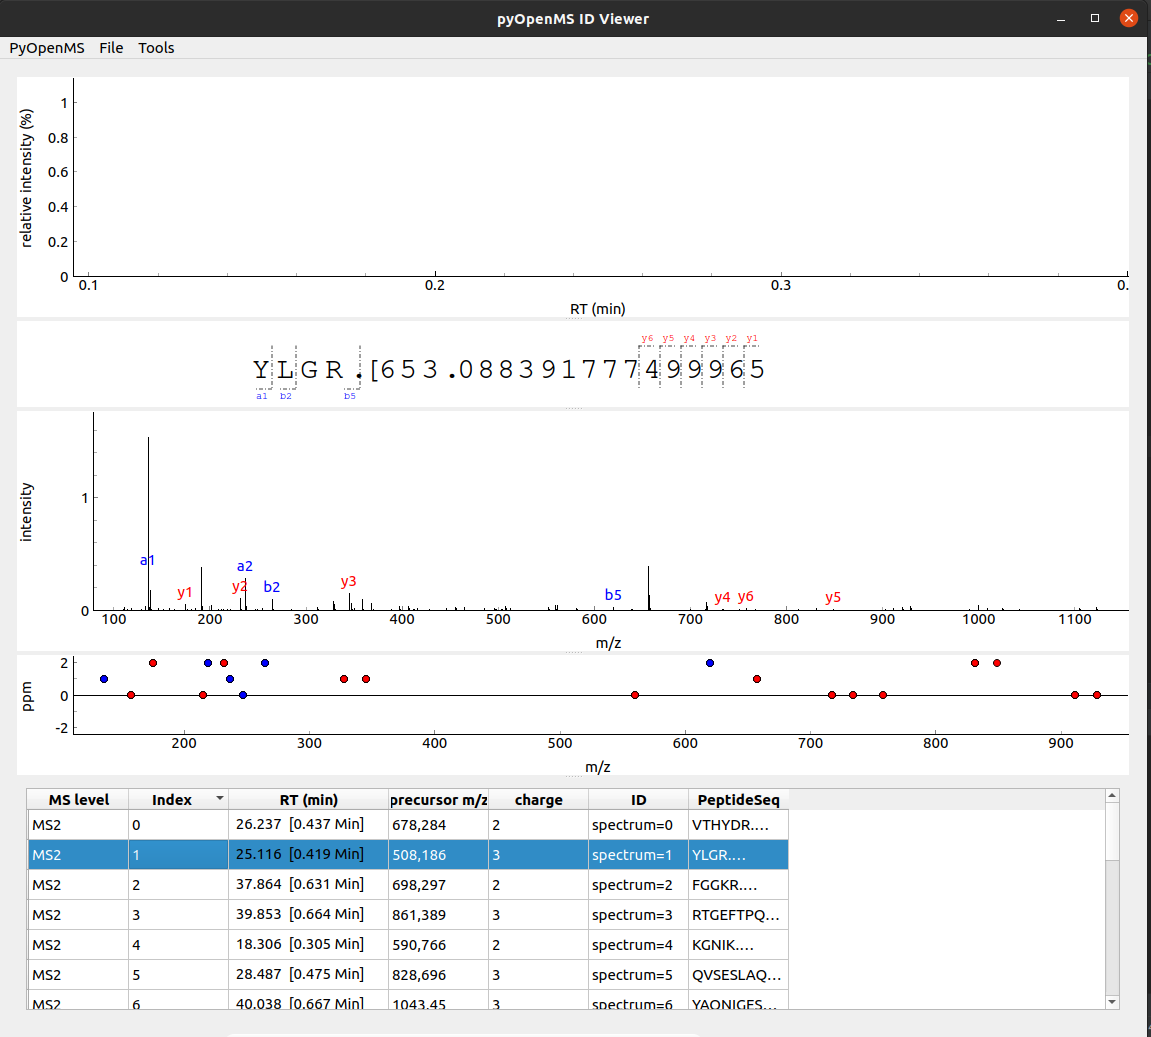 pyOpenMS ID Viewer
PyOpenMS File Tools
relative intensity (%)
1
0.8
0.6
0.4
0.2
0
0.1 0.2 0.3 0.
RT (min)
y6 y5 y4 y3 y2 y1
YLGR.[653.088391777499965
a1 b2 b5
intensity
1
0
a1 y1 y2 a2 b2 y3 b5 y4 y6 y5
100 200 300 400 500 600 700 800 900 1000 1100
m/z
ppm
2
0
-2
200 300 400 500 600 700 800 900
m/z
MS level Index RT (min) precursor m/z charge ID PeptideSeq
MS2 0 26.237 [0.437 Min] 678,284 2 spectrum=0 VTHYDR....
MS2 1 25.116 [0.419 Min] 508,186 3 spectrum=1 YLGR....
MS2 2 37.864 [0.631 Min] 698,297 2 spectrum=2 FGGKR....
MS2 3 39.853 [0.664 Min] 861,389 3 spectrum=3 RTGEFTPQ...
MS2 4 18.306 [0.305 Min] 590,766 2 spectrum=4 KGNIK....
MS2 5 28.487 [0.475 Min] 828,696 3 spectrum=5 QVSESLAQ...
MS2 6 40.038 [0.667 Min] 1043,45 3 spectrum=6 YAQNIGES...